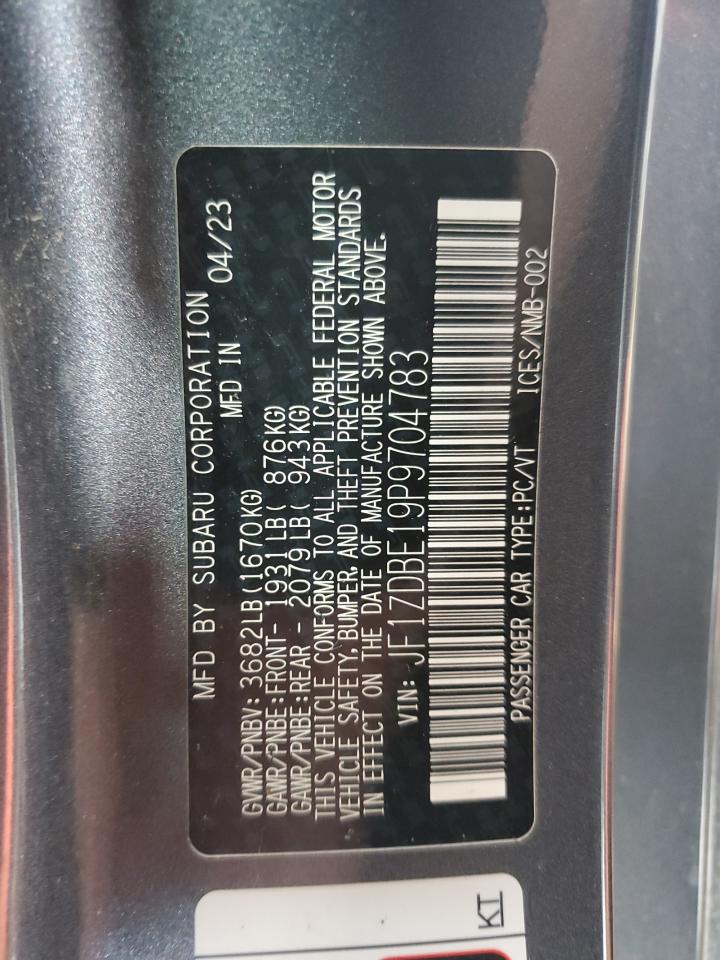 MFD BY SUBARU CORPORATION
MFD IN 04/23
GVWR/PNBV: 3682LB(1670KG)
GAWR/PNBE:FRONT- 1931LB( 876KG)
GAWR/PNBE:REAR - 2079LB( 943KG)
THIS VEHICLE CONFORMS TO ALL APPLICABLE FEDERAL MOTOR
VEHICLE SAFETY, BUMPER, AND THEFT PREVENTION STANDARDS
IN EFFECT ON THE DATE OF MANUFACTURE SHOWN ABOVE.
VIN: JF1ZDBE19P9704783
PASSENGER CAR TYPE:PC/VT ICES/NMB-002
KT